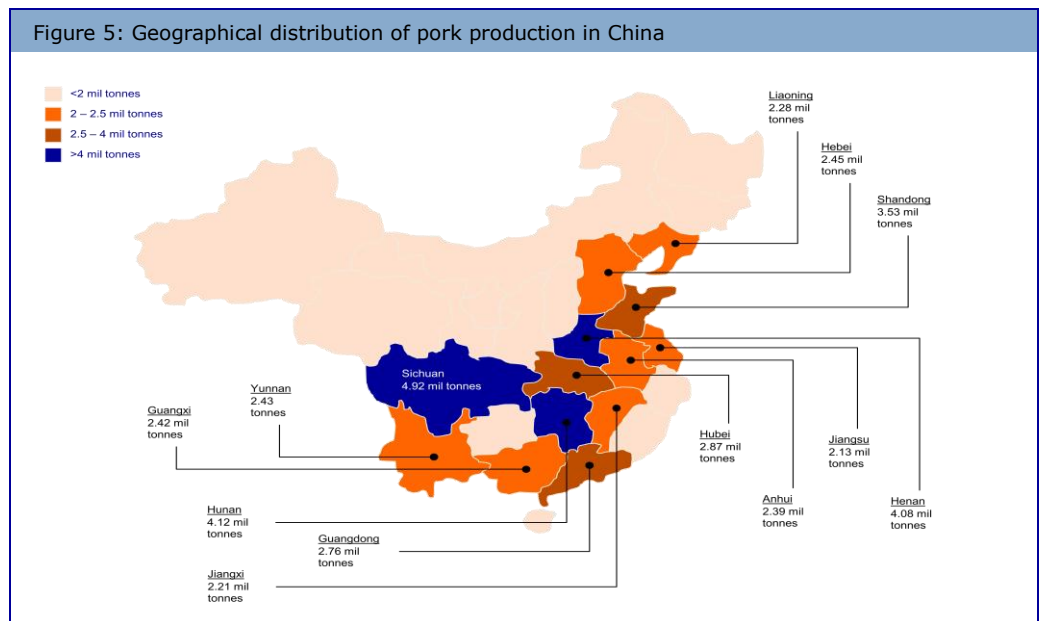 Figure 5: Geographical distribution of pork production in China
<2 mil tonnes
2 – 2.5 mil tonnes
2.5 – 4 mil tonnes
>4 mil tonnes
Liaoning
2.28 mil
tonnes
Hebei
2.45 mil
tonnes
Shandong
3.53 mil
tonnes
Sichuan
4.92 mil tonnes
Yunnan
2.43
tonnes
Guangxi
2.42 mil
tonnes
Hubei
2.87 mil
tonnes
Jiangsu
2.13 mil
tonnes
Anhui
2.39 mil
tonnes
Henan
4.08 mil
tonnes
Hunan
4.12 mil
tonnes
Guangdong
2.76 mil
tonnes
Jiangxi
2.21 mil
tonnes